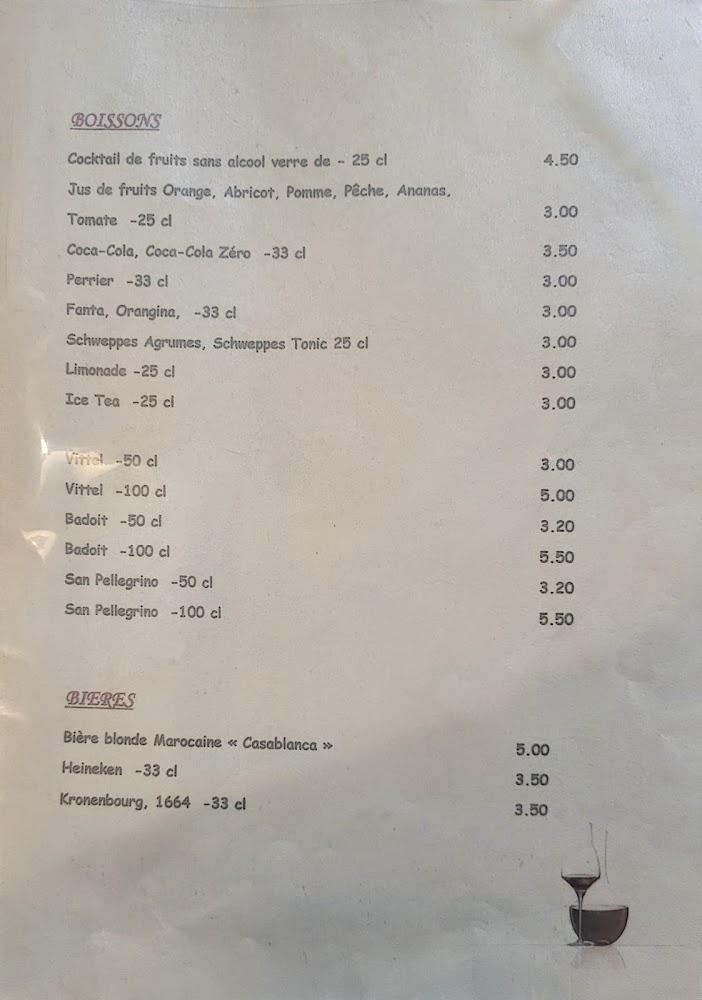 BOISSONS
Cocktail de fruits sans alcool verre de - 25 cl 4.50
Jus de fruits Orange, Abricot, Pomme, Pêche, Ananas,
Tomate -25 cl 3.00
Coca-Cola, Coca-Cola Zéro -33 cl 3.50
Perrier -33 cl 3.00
Fanta, Orangina, -33 cl 3.00
Schweppes Agrumes, Schweppes Tonic 25 cl 3.00
Limonade -25 cl 3.00
Ice Tea -25 cl 3.00
Vittel -50 cl 3.00
Vittel -100 cl 5.00
Badoit -50 cl 3.20
Badoit -100 cl 5.50
San Pellegrino -50 cl 3.20
San Pellegrino -100 cl 5.50
BIERES
Bière blonde Marocaine « Casablanca » 5.00
Heineken -33 cl 3.50
Kronenbourg, 1664 -33 cl 3.50